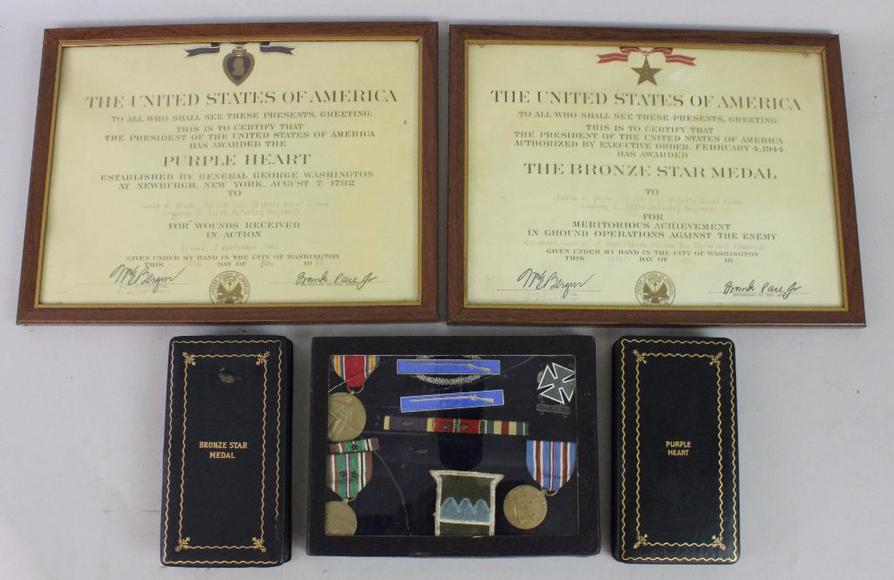 THE UNITED STATES OF AMERICA
TO ALL WHO SHALL SEE THESE PRESENTS, GREETING:
THIS IS TO CERTIFY THAT
THE PRESIDENT OF THE UNITED STATES OF AMERICA
HAS AWARDED THE
PURPLE HEART
ESTABLISHED BY GENERAL GEORGE WASHINGTON
AT NEWBURGH, NEW YORK, AUGUST 7, 1782
TO
FOR WOUNDS RECEIVED
IN ACTION
GIVEN UNDER MY HAND IN THE CITY OF WASHINGTON
THIS DAY OF 19
Frank Pace Jr
THE UNITED STATES OF AMERICA
TO ALL WHO SHALL SEE THESE PRESENTS, GREETING:
THIS IS TO CERTIFY THAT
THE PRESIDENT OF THE UNITED STATES OF AMERICA
AUTHORIZED BY EXECUTIVE ORDER, FEBRUARY 4, 1944
HAS AWARDED
THE BRONZE STAR MEDAL
TO
FOR
MERITORIOUS ACHIEVEMENT
IN GROUND OPERATIONS AGAINST THE ENEMY
GIVEN UNDER MY HAND IN THE CITY OF WASHINGTON
THIS DAY OF 19
Frank Pace Jr
BRONZE STAR
MEDAL
PURPLE
HEART